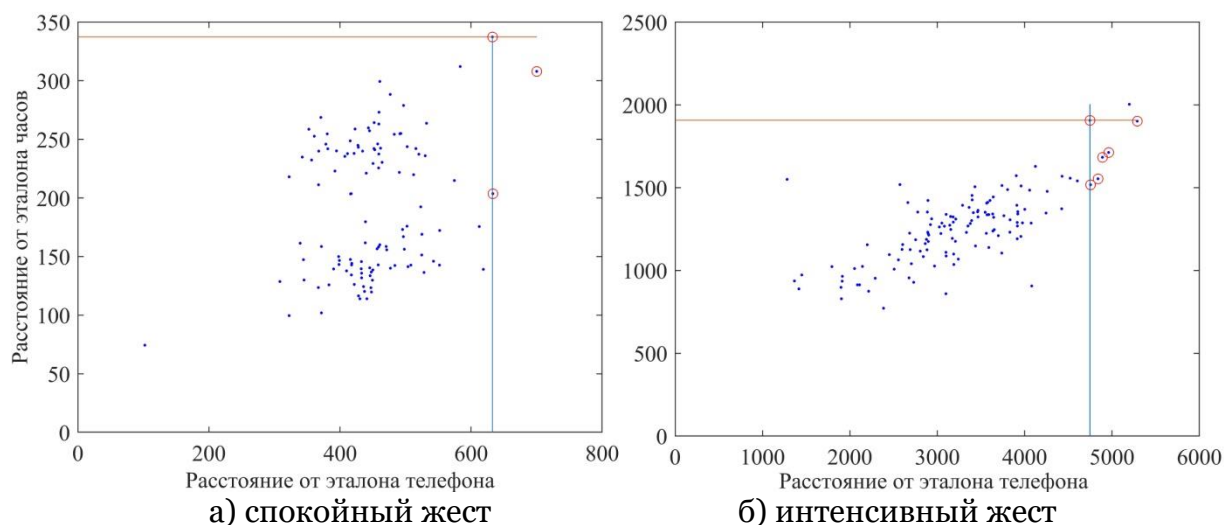 350
300
250
200
150
100
50
0
0 200 400 600 800
Расстояние от эталона часов
Расстояние от эталона телефона
а) спокойный жест
2500
2000
1500
1000
500
0
0 1000 2000 3000 4000 5000 6000
Расстояние от эталона телефона
б) интенсивный жест